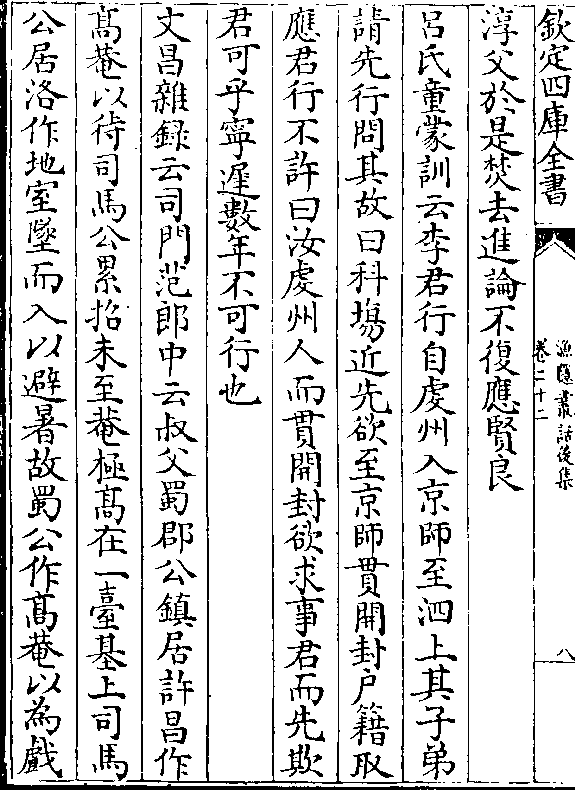 欽定四庫全書
漁隱叢話後集
卷二十二
八
淳父於是焚去進論不復應賢良
吕氏童蒙訓云李君行自䖍州入京師至泗上其子弟
請先行問其故曰科塲近先欲至京師貫開封户籍取
應君行不許曰汝䖍州人而貫開封欲求事君而先欺
君可乎寧遲數年不可行也
文昌雜録云司門范郎中云叔父蜀郡公鎮居許昌作
髙菴以待司馬公累招未至菴極髙在一臺基上司馬
公居洛作地室墜而入以避暑故蜀公作髙菴以為戲